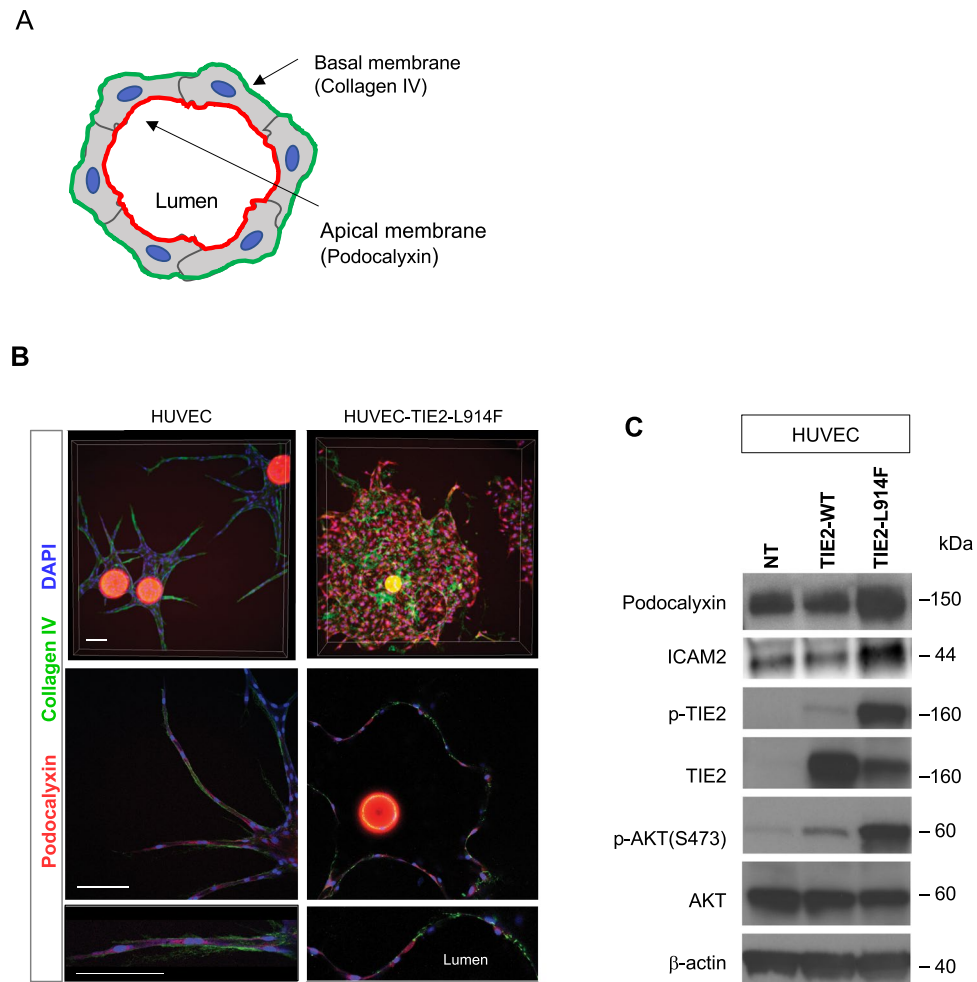 A
Basal membrane
(Collagen IV)
Lumen
Apical membrane
(Podocalyxin)
B
HUVEC
HUVEC-TIE2-L914F
Podocalyxin Collagen IV DAPI
Lumen
C
HUVEC
NT
TIE2-WT
TIE2-L914F
kDa
Podocalyxin
–150
ICAM2
– 44
p-TIE2
–160
TIE2
–160
p-AKT(S473)
– 60
AKT
– 60
β-actin
– 40